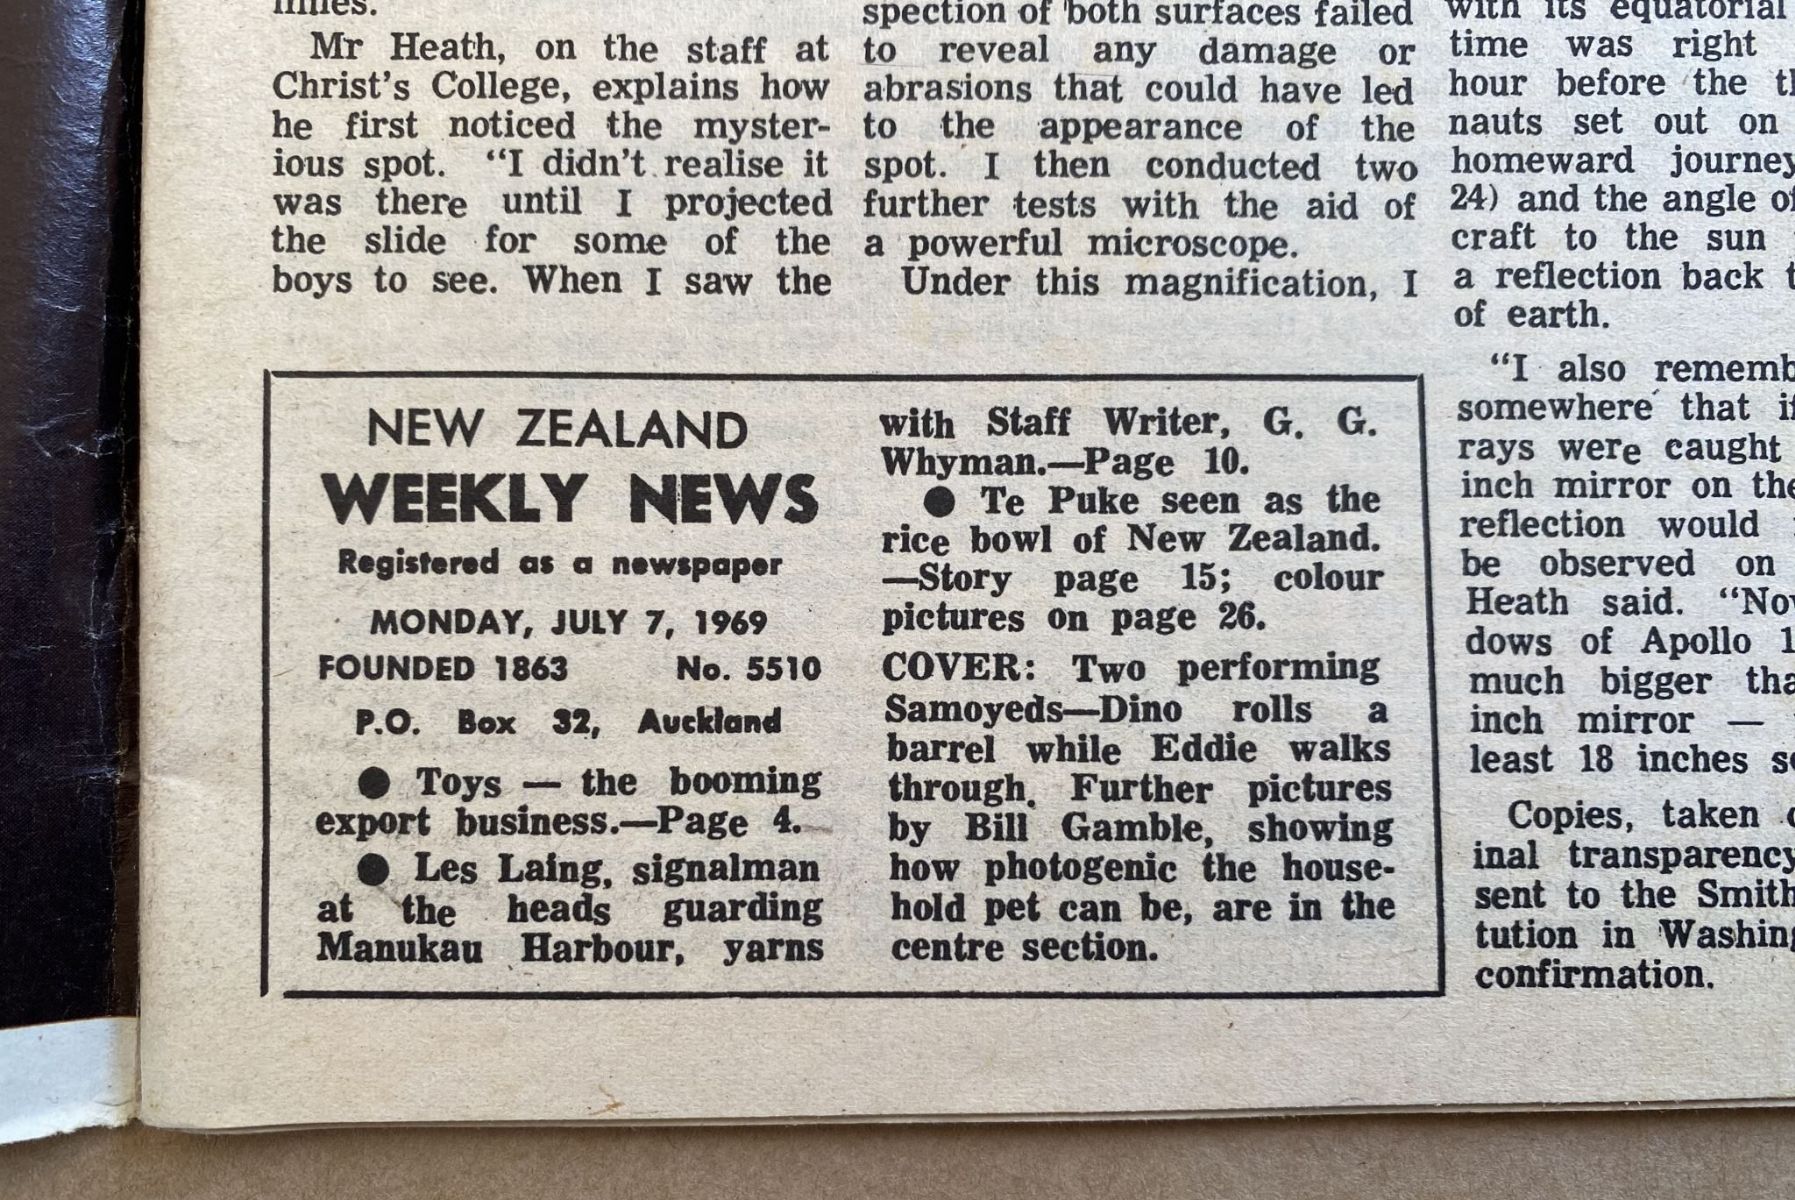 Mr Heath, on the staff at
Christ's College, explains how
he first noticed the myster-
ious spot. "I didn't realise it
was there until I projected
the slide for some of the
boys to see. When I saw the
spection of both surfaces failed
to reveal any damage or
abrasions that could have led
to the appearance of the
spot. I then conducted two
further tests with the aid of
a powerful microscope.
Under this magnification, I
with its equatorial
time was right
hour before the
nauts set out on
homeward journey
24) and the angle of
craft to the sun
a reflection back
of earth.
"I also
somewhere that
rays were caught
inch mirror on
reflection would
be observed on
Heath said.
dows of Apollo
much bigger
inch mirror —
least 18 inches
Copies, taken
inal transparency
sent to the
tution in
confirmation.
NEW ZEALAND
WEEKLY NEWS
Registered as a newspaper
MONDAY, JULY 7, 1969
FOUNDED 1863 No. 5510
P.O. Box 32, Auckland
● Toys — the booming
export business.—Page 4.
● Les Laing, signalman
at the heads guarding
Manukau Harbour, yarns
with Staff Writer, G. G.
Whyman.—Page 10.
● Te Puke seen as the
rice bowl of New Zealand.
—Story page 15; colour
pictures on page 26.
COVER: Two performing
Samoyeds—Dino rolls a
barrel while Eddie walks
through. Further pictures
by Bill Gamble, showing
how photogenic the house-
hold pet can be, are in the
centre section.